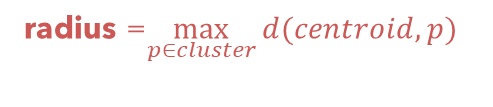 radius = max d(centroid, p)
p∈cluster